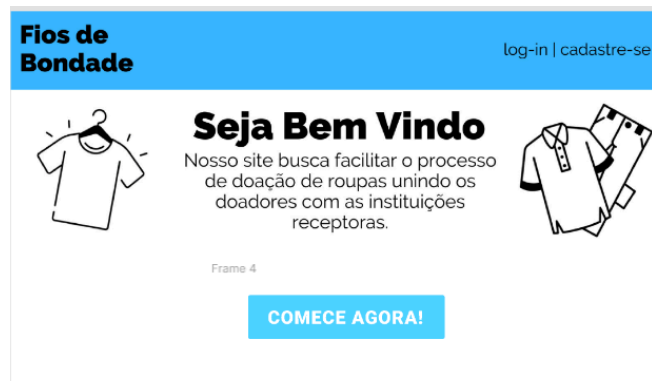 Fios de
Bondade
log-in | cadastre-se
Seja Bem Vindo
Nosso site busca facilitar o processo
de doação de roupas unindo os
doadores com as instituições
receptoras.
Frame 4
COMECE AGORA!